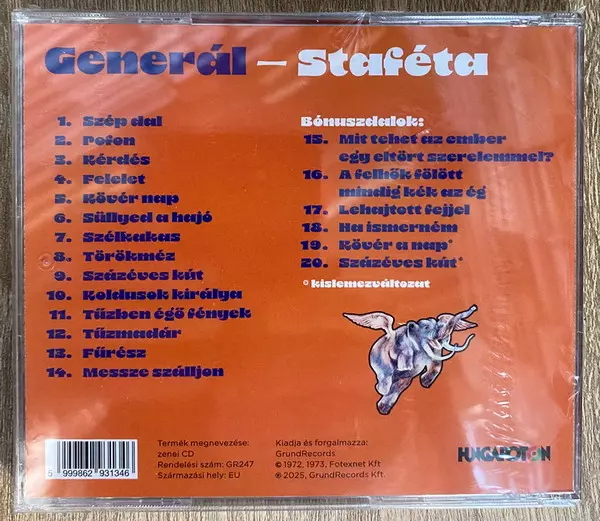 Generál – Staféta
1. Szép dal
2. Pofon
3. Kérdés
4. Felelet
5. Kövér nap
6. Süllyed a hajó
7. Szélkakas
8. Törökméz
9. Százéves kút
10. Koldusok királya
11. Tűzben égő fények
12. Tűzmadár
13. Fűrész
14. Messze szálljon
Bónuszdalok:
15. Mit tehet az ember
egy eltört szerelemmel?
16. A felhők fölött
mindig kék az ég
17. Lehajtott fejjel
18. Ha ismerném
19. Kövér a nap*
20. Százéves kút*
* kislemezváltozat
5 999862 931346
Termék megnevezése:
zenei CD
Rendelési szám: GR247
Származási hely: EU
Kiadja és forgalmazza:
GrundRecords
© 1972, 1973, Fotexnet Kft
℗ 2025, GrundRecords Kft.
HUNGAROTON